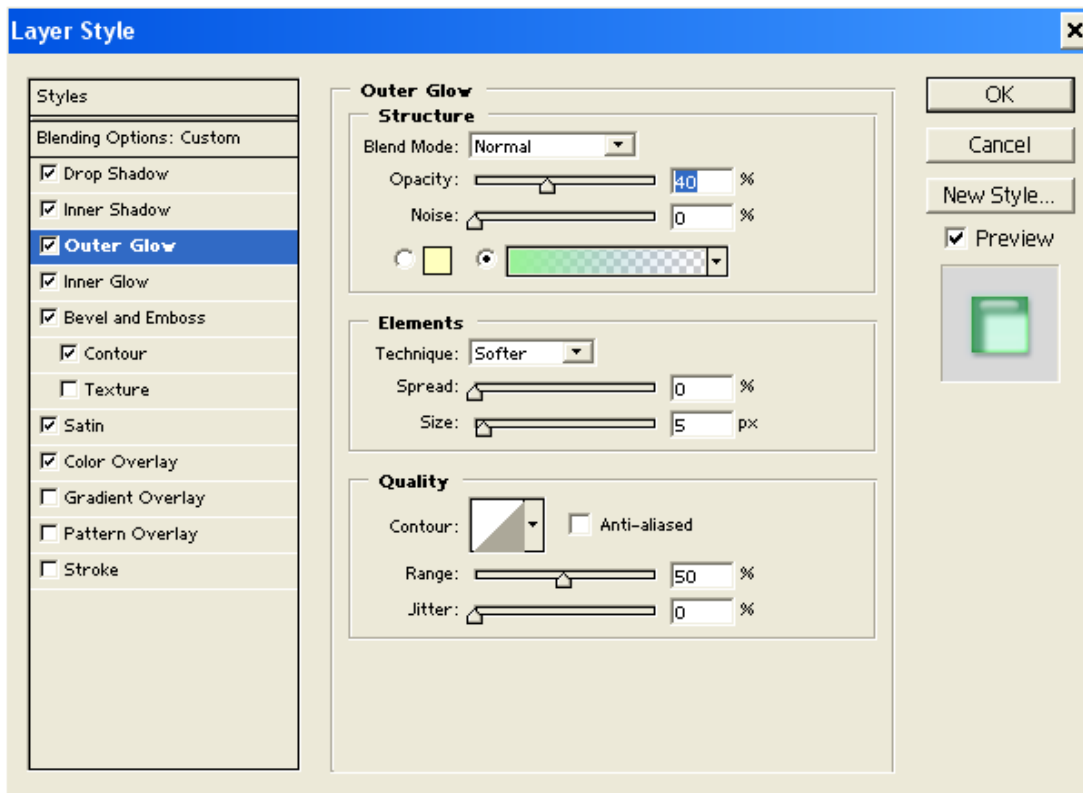 Layer Style
Styles
Blending Options: Custom
Drop Shadow
Inner Shadow
Outer Glow
Inner Glow
Bevel and Emboss
Contour
Texture
Satin
Color Overlay
Gradient Overlay
Pattern Overlay
Stroke
Outer Glow
Structure
Blend Mode: Normal
Opacity: 40 %
Noise: 0 %
Elements
Technique: Softer
Spread: 0 %
Size: 5 px
Quality
Contour: Anti-aliased
Range: 50 %
Jitter: 0 %
OK
Cancel
New Style...
Preview